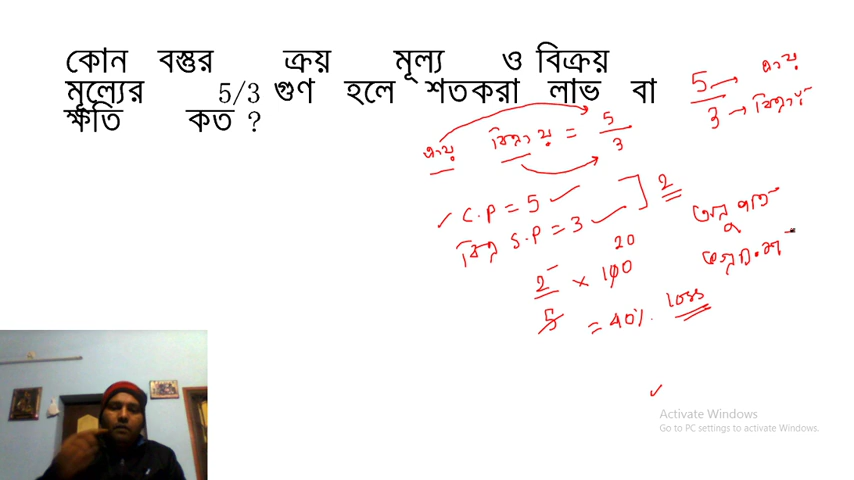 কোন বস্তুর ক্রয় মূল্য ও বিক্রয়
মূল্যের 5/3 গুণ হলে শতকরা লাভ বা
ক্ষতি কত ?
5 → ক্রয়
3 → বিক্রয়
ক্রয় বিক্রয় = 5/3
C.P = 5
বিক্রয় S.P = 3
2
2/5 × 100
20
= 40% Loss
অনুপাত
Activate Windows
Go to PC settings to activate Windows.